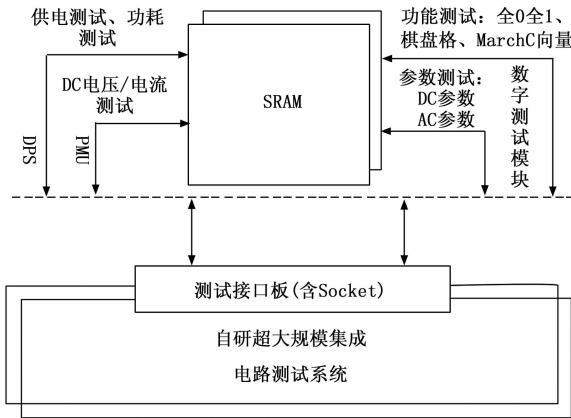 供电测试、功耗
测试
DC电压/电流
测试
DPS
PMU
SRAM
功能测试：全0全1、
棋盘格、MarchC向量
参数测试：
DC参数
AC参数
数字测试模块
测试接口板(含Socket)
自研超大规模集成
电路测试系统